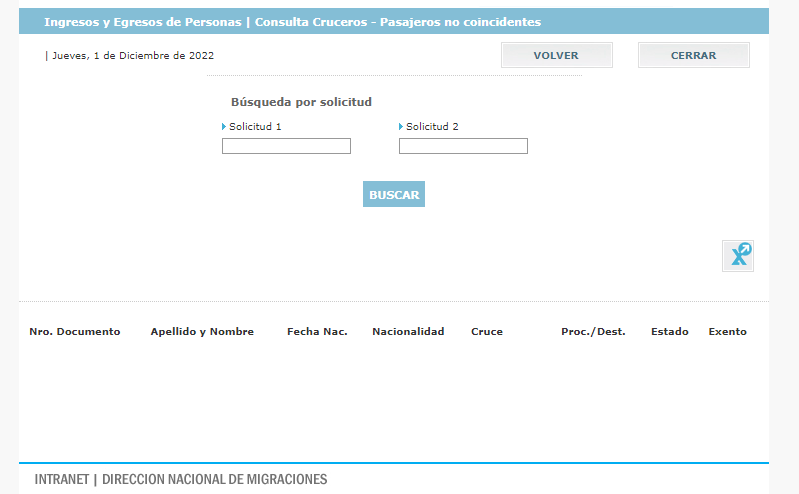 Ingresos y Egresos de Personas | Consulta Cruceros - Pasajeros no coincidentes
| Jueves, 1 de Diciembre de 2022 VOLVER CERRAR
Búsqueda por solicitud
Solicitud 1 Solicitud 2
BUSCAR
Nro. Documento Apellido y Nombre Fecha Nac. Nacionalidad Cruce Proc./Dest. Estado Exento
INTRANET | DIRECCION NACIONAL DE MIGRACIONES